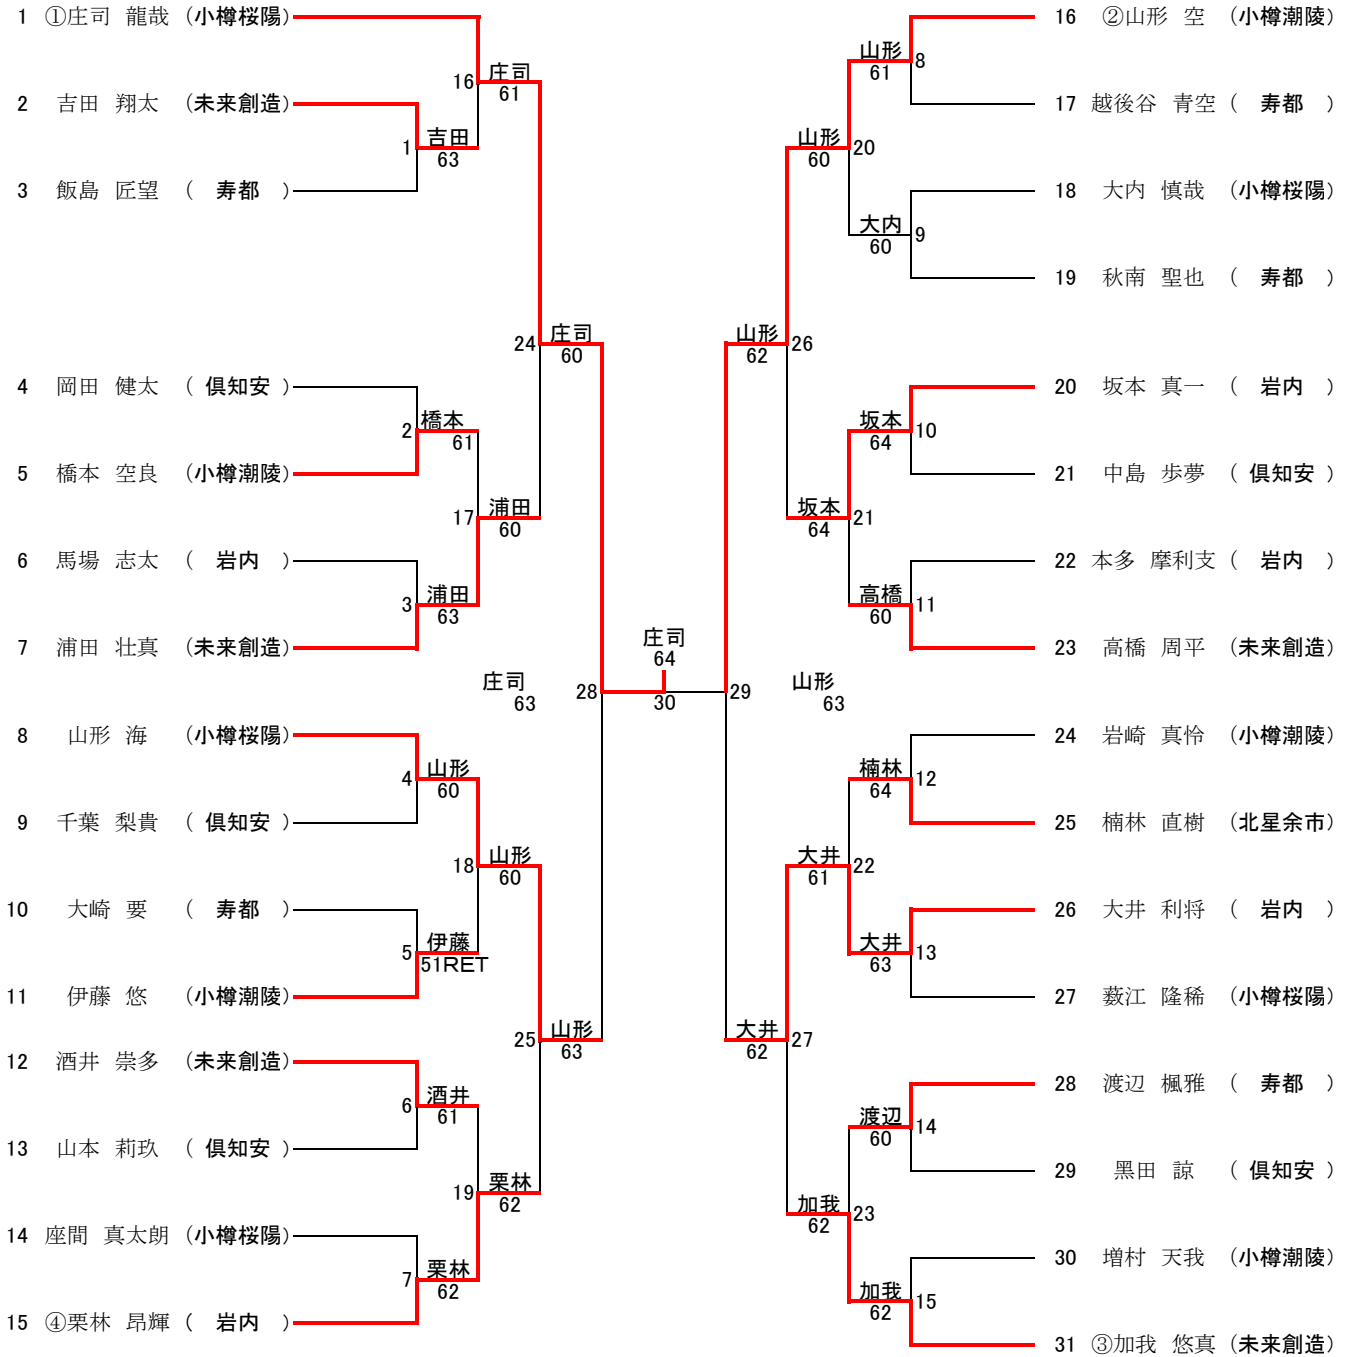 1 ①庄司 龍哉 (小樽桜陽)
2 吉田 翔太 (未来創造)
3 飯島 匠望 ( 寿都 )
4 岡田 健太 ( 倶知安 )
5 橋本 空良 (小樽潮陵)
6 馬場 志太 ( 岩内 )
7 浦田 壮真 (未来創造)
8 山形 海 (小樽桜陽)
9 千葉 梨貴 ( 倶知安 )
10 大崎 要 ( 寿都 )
11 伊藤 悠 (小樽潮陵)
12 酒井 崇多 (未来創造)
13 山本 莉玖 ( 倶知安 )
14 座間 真太朗 (小樽桜陽)
15 ④栗林 昂輝 ( 岩内 )
1
吉田
63
2
橋本
61
3
浦田
63
4
山形
60
5
伊藤
51RET
6
酒井
61
7
栗林
62
16
庄司
61
17
浦田
60
18
山形
60
19
栗林
62
24
庄司
60
25
山形
63
庄司
63
28
庄司
64
30
29
山形
63
山形
62
26
大井
62
27
山形
60
20
坂本
64
21
大井
61
22
加我
62
23
山形
61
8
大内
60
9
坂本
64
10
高橋
60
11
楠林
64
12
大井
63
13
渡辺
60
14
加我
62
15
16 ②山形 空 (小樽潮陵)
17 越後谷 青空 ( 寿都 )
18 大内 慎哉 (小樽桜陽)
19 秋南 聖也 ( 寿都 )
20 坂本 真一 ( 岩内 )
21 中島 歩夢 ( 倶知安 )
22 本多 摩利支 ( 岩内 )
23 高橋 周平 (未来創造)
24 岩崎 真怜 (小樽潮陵)
25 楠林 直樹 (北星余市)
26 大井 利将 ( 岩内 )
27 薮江 隆稀 (小樽桜陽)
28 渡辺 楓雅 ( 寿都 )
29 黒田 諒 ( 倶知安 )
30 増村 天我 (小樽潮陵)
31 ③加我 悠真 (未来創造)